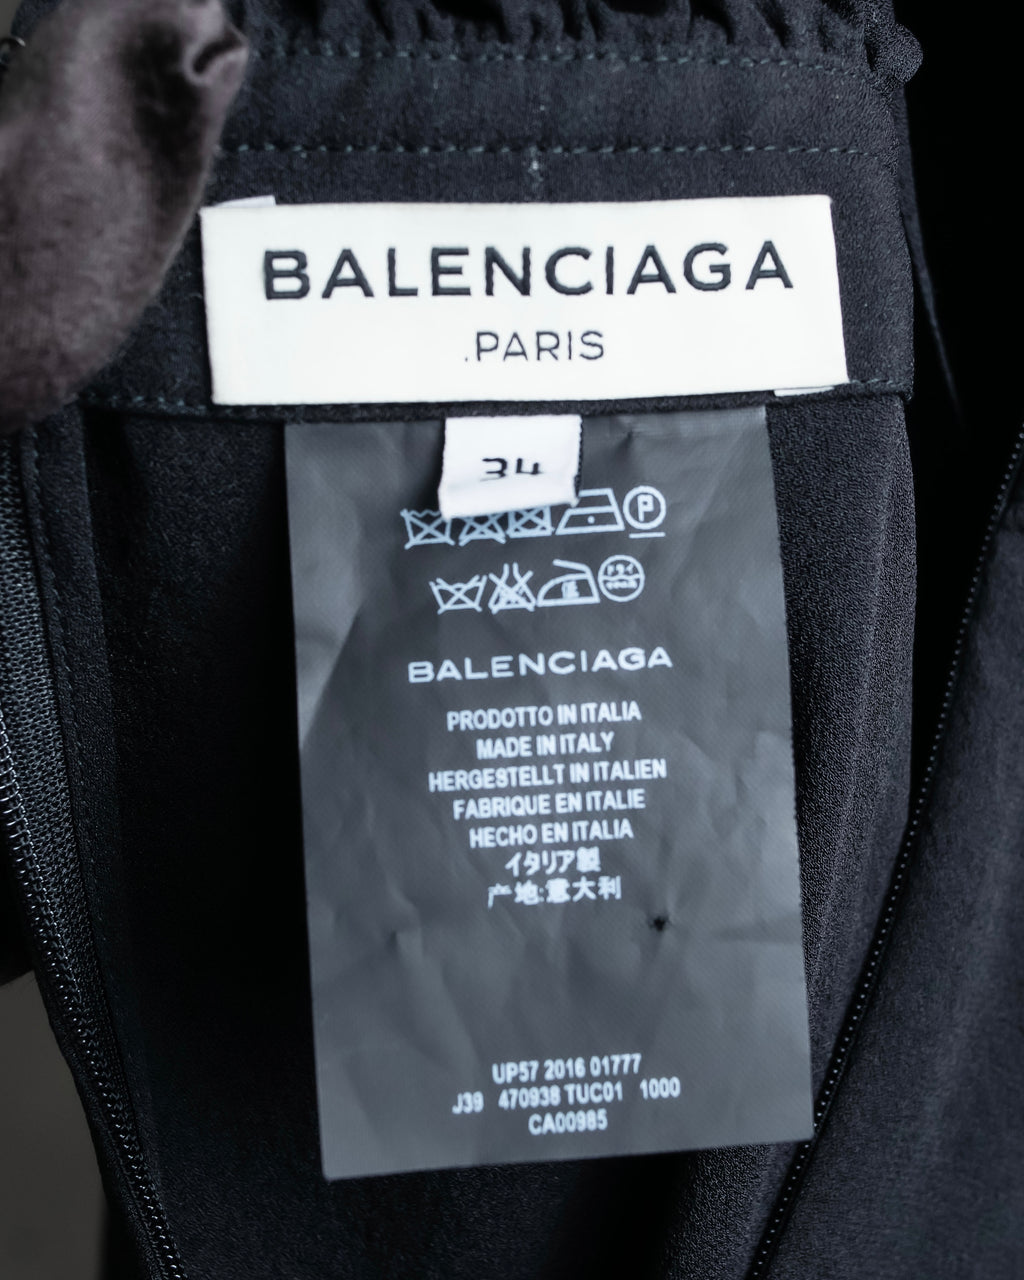 BALENCIAGA
.PARIS
34
P
BALENCIAGA
PRODOTTO IN ITALIA
MADE IN ITALY
HERGESTELLT IN ITALIEN
FABRIQUE EN ITALIE
HECHO EN ITALIA
イタリア製
产地:意大利
UP57 2016 01777
J39 470938 TUC01 1000
CA00985